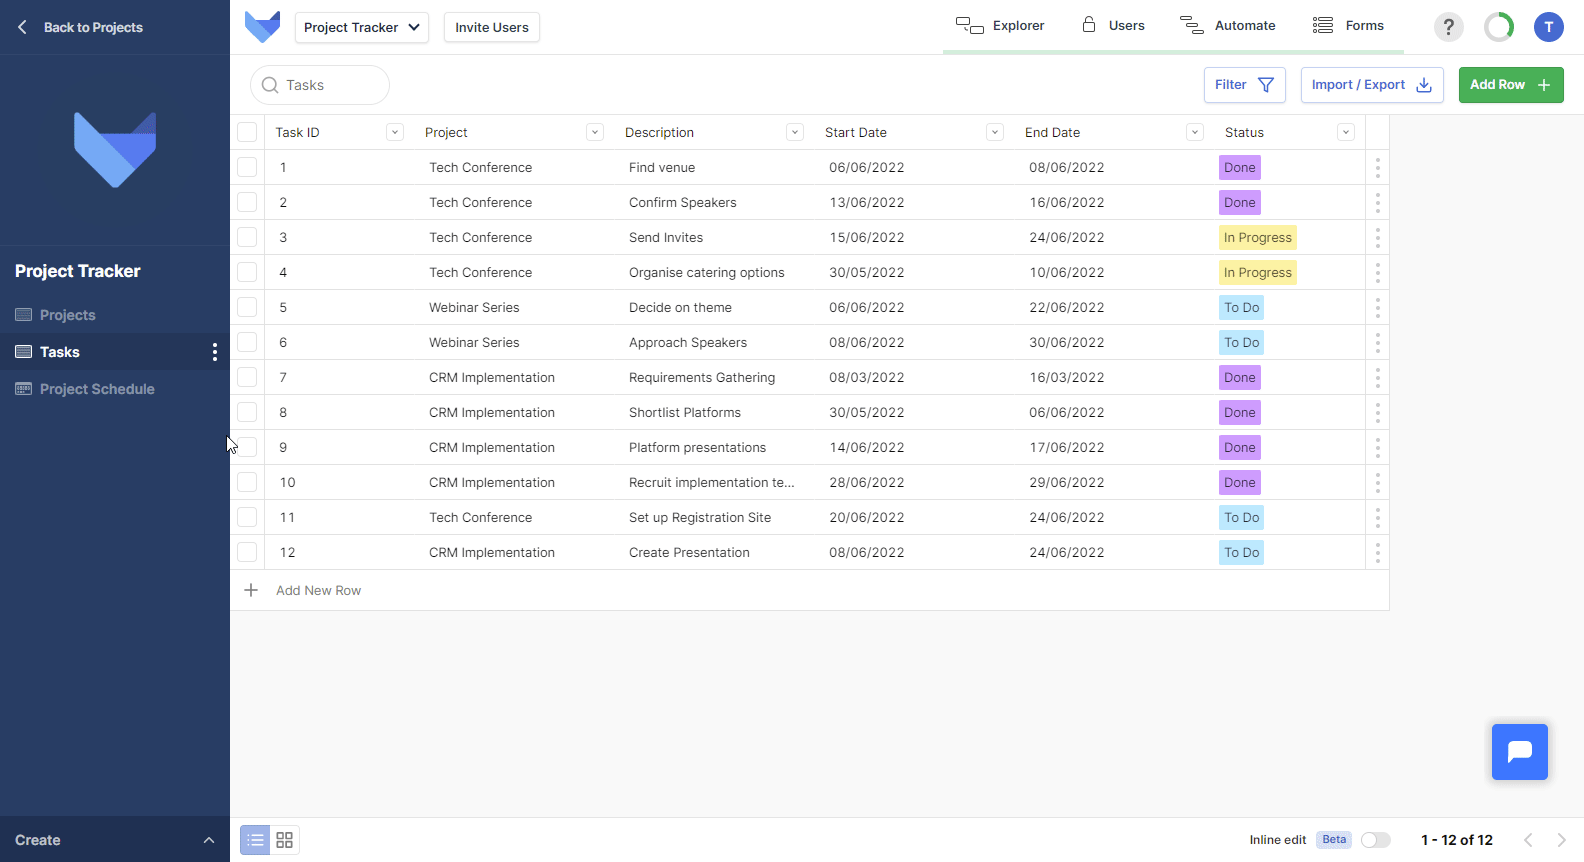 Back to Projects
Project Tracker
Invite Users
Explorer
Users
Automate
Forms
?
T
Tasks
Filter
Import / Export
Add Row
Project Tracker
Projects
Tasks
Project Schedule
Create
Task ID Project Description Start Date End Date Status
1 Tech Conference Find venue 06/06/2022 08/06/2022 Done
2 Tech Conference Confirm Speakers 13/06/2022 16/06/2022 Done
3 Tech Conference Send Invites 15/06/2022 24/06/2022 In Progress
4 Tech Conference Organise catering options 30/05/2022 10/06/2022 In Progress
5 Webinar Series Decide on theme 06/06/2022 22/06/2022 To Do
6 Webinar Series Approach Speakers 08/06/2022 30/06/2022 To Do
7 CRM Implementation Requirements Gathering 08/03/2022 16/03/2022 Done
8 CRM Implementation Shortlist Platforms 30/05/2022 06/06/2022 Done
9 CRM Implementation Platform presentations 14/06/2022 17/06/2022 Done
10 CRM Implementation Recruit implementation te... 28/06/2022 29/06/2022 Done
11 Tech Conference Set up Registration Site 20/06/2022 24/06/2022 To Do
12 CRM Implementation Create Presentation 08/06/2022 24/06/2022 To Do
Add New Row
Inline edit Beta 1 - 12 of 12